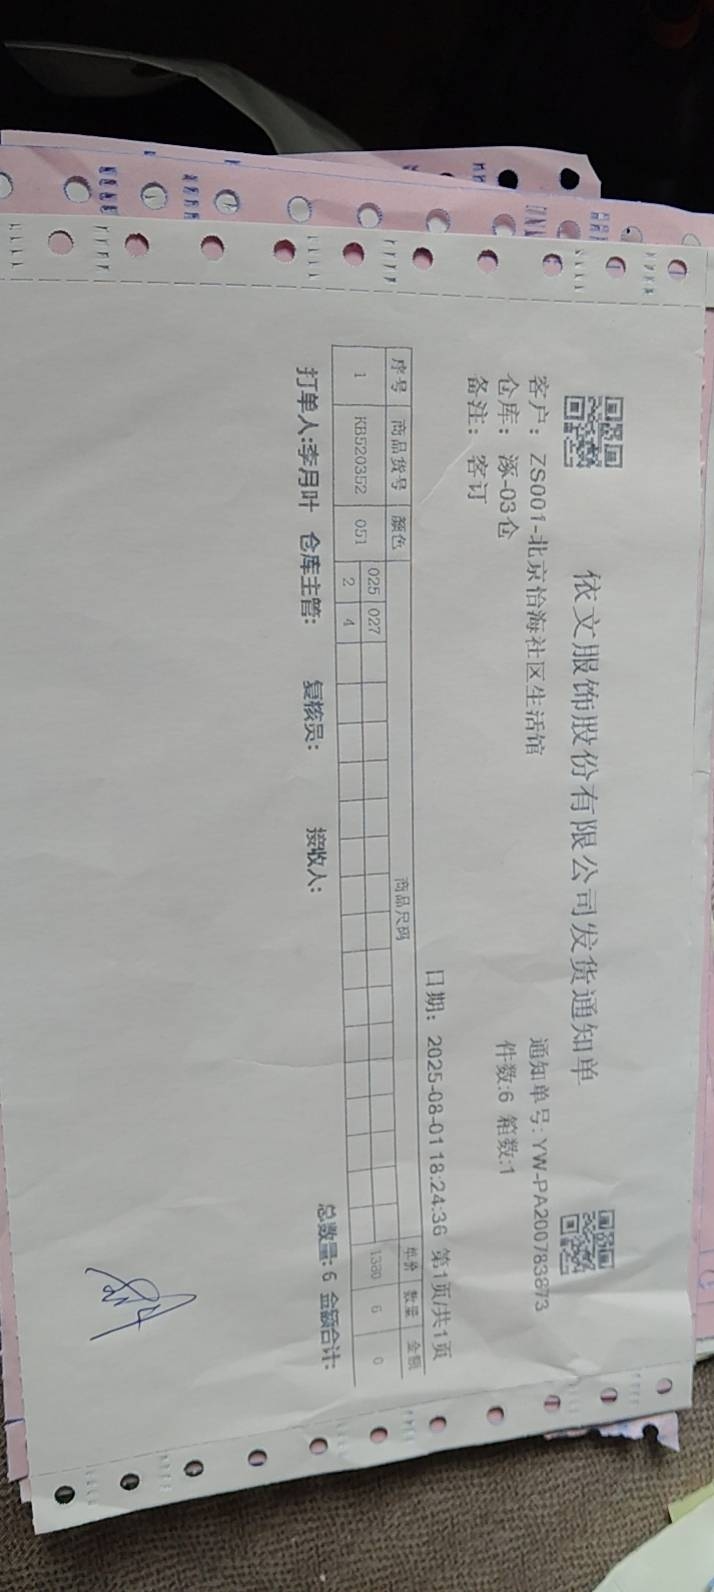 依文服饰股份有限公司发货通知单
客户： ZS001-北京怡海社区生活馆 通知单号: YW-PA200783873
仓库： 涿-03仓 件数:6 箱数:1
备注： 客订
日期： 2025-08-01 18:24:36 第1页/共1页
序号 商品货号 颜色 商品尺码 单价 数量 金额
025 027
1 KB520352 051 2 4 1380 6 0
打单人:李月叶 仓库主管: 复核员: 接收人: 总数量: 6 金额合计: